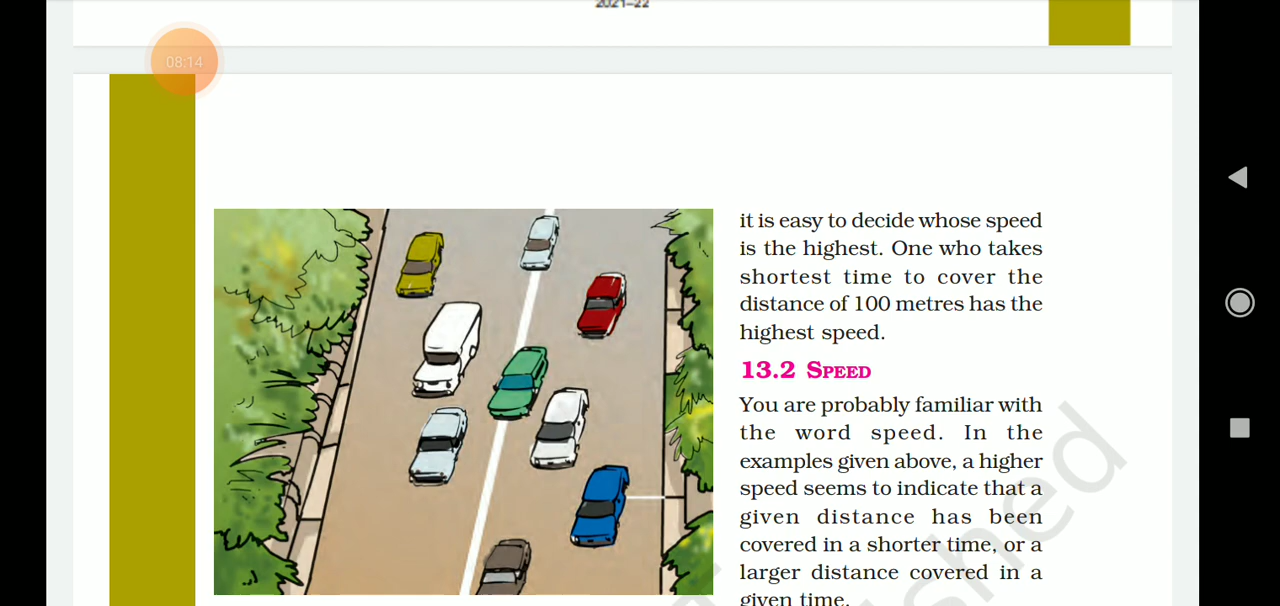 2021–22
08:14
it is easy to decide whose speed
is the highest. One who takes
shortest time to cover the
distance of 100 metres has the
highest speed.
13.2 SPEED
You are probably familiar with
the word speed. In the
examples given above, a higher
speed seems to indicate that a
given distance has been
covered in a shorter time, or a
larger distance covered in a
given time.